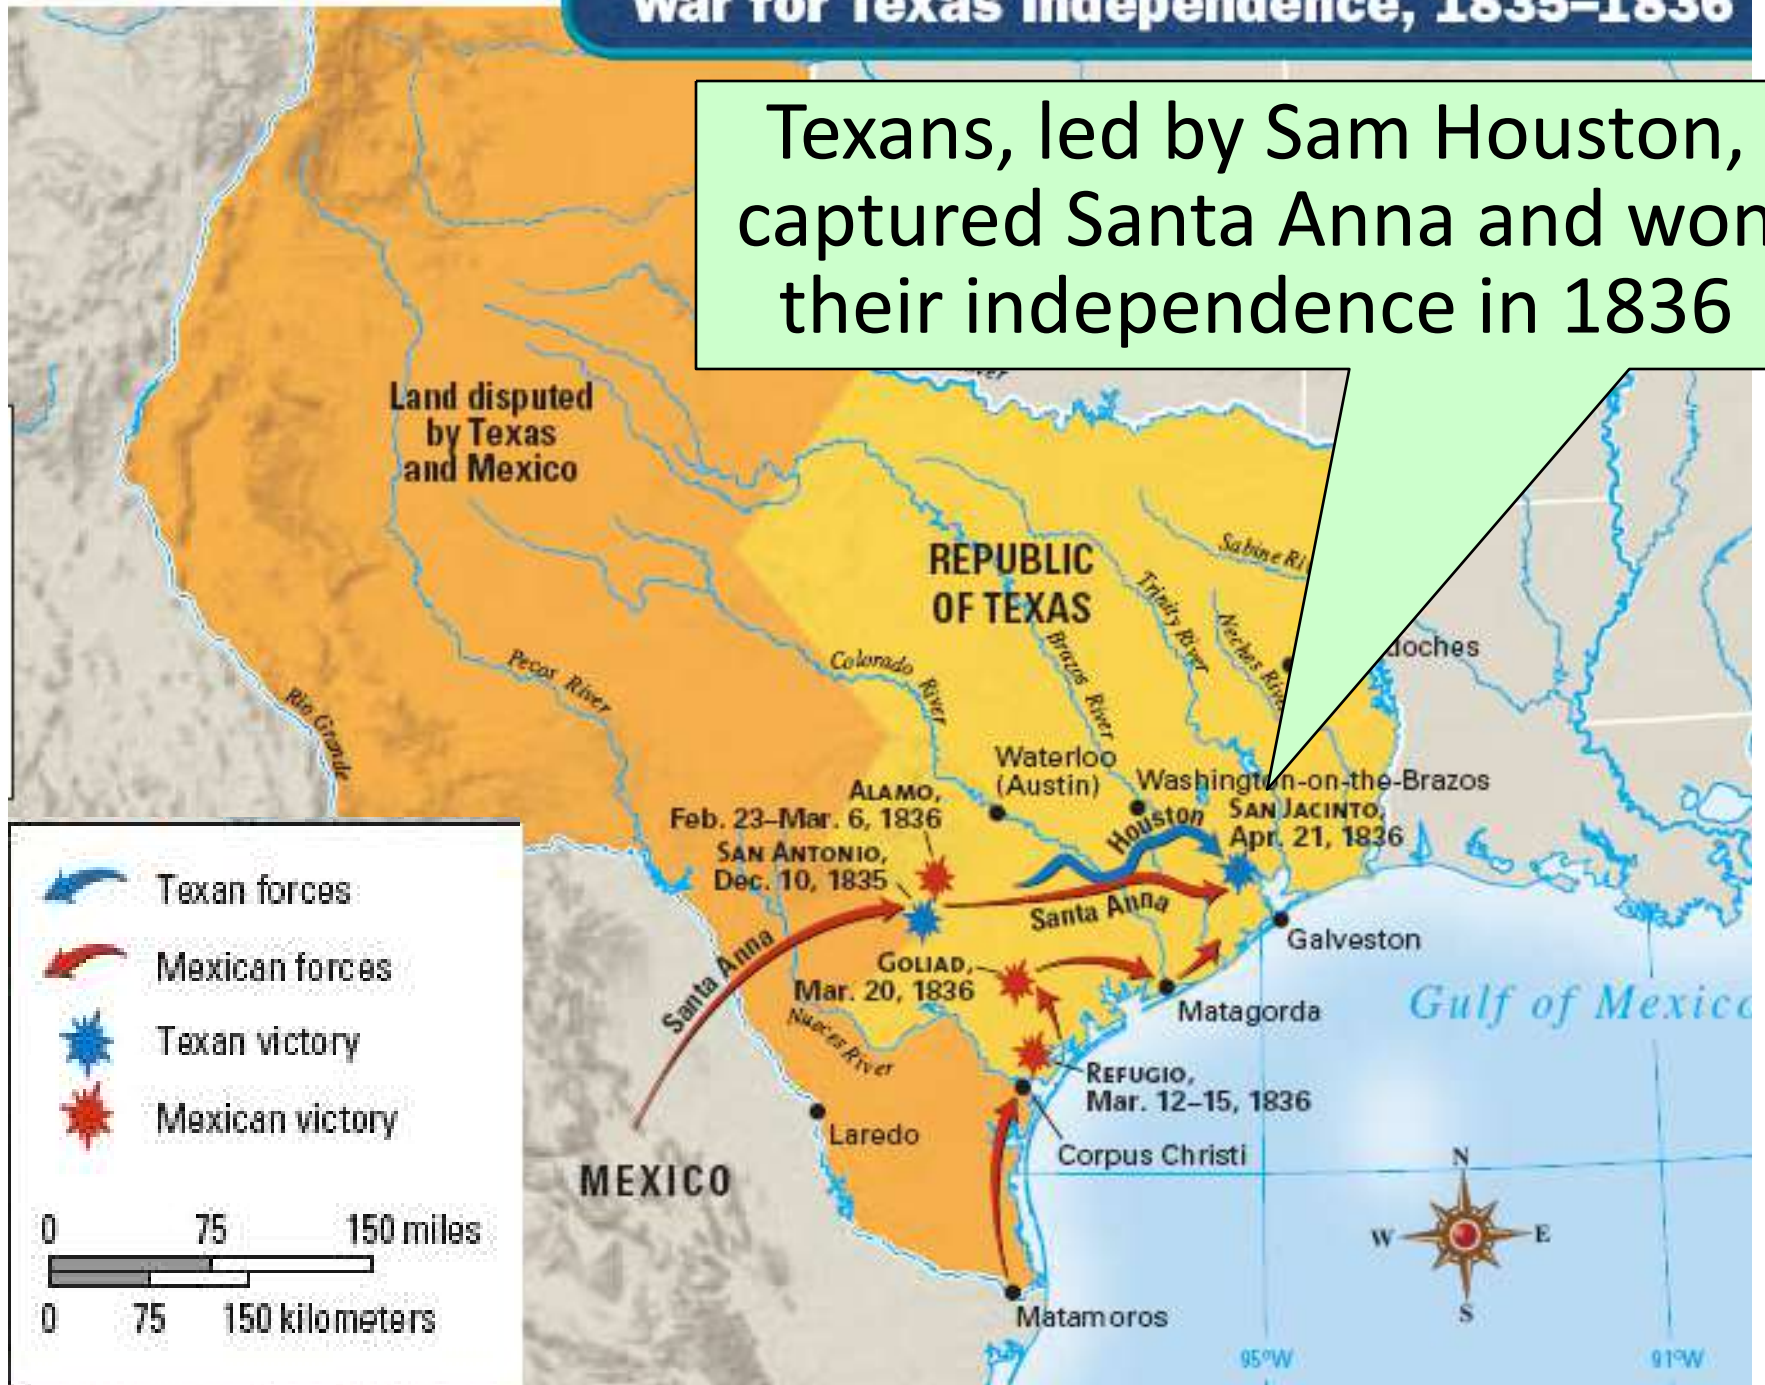 War for Texas Independence, 1835–1836
Texans, led by Sam Houston,
captured Santa Anna and won
their independence in 1836
Land disputed
by Texas
and Mexico
REPUBLIC
OF TEXAS
Sabine Ri
Trinity River
Neches River
Brazos River
Colorado River
Pecos River
Rio Grande
doches
Waterloo
(Austin)
Washington-on-the-Brazos
ALAMO,
Feb. 23–Mar. 6, 1836
SAN JACINTO,
Apr. 21, 1836
Houston
SAN ANTONIO,
Dec. 10, 1835
Santa Anna
Santa Anna
Galveston
GOLIAD,
Mar. 20, 1836
Matagorda
Gulf of Mexico
Nueces River
REFUGIO,
Mar. 12–15, 1836
Laredo
Corpus Christi
MEXICO
Matamoros
Texan forces
Mexican forces
Texan victory
Mexican victory
0 75 150 miles
0 75 150 kilometers
N
W E
S
95°W
91°W